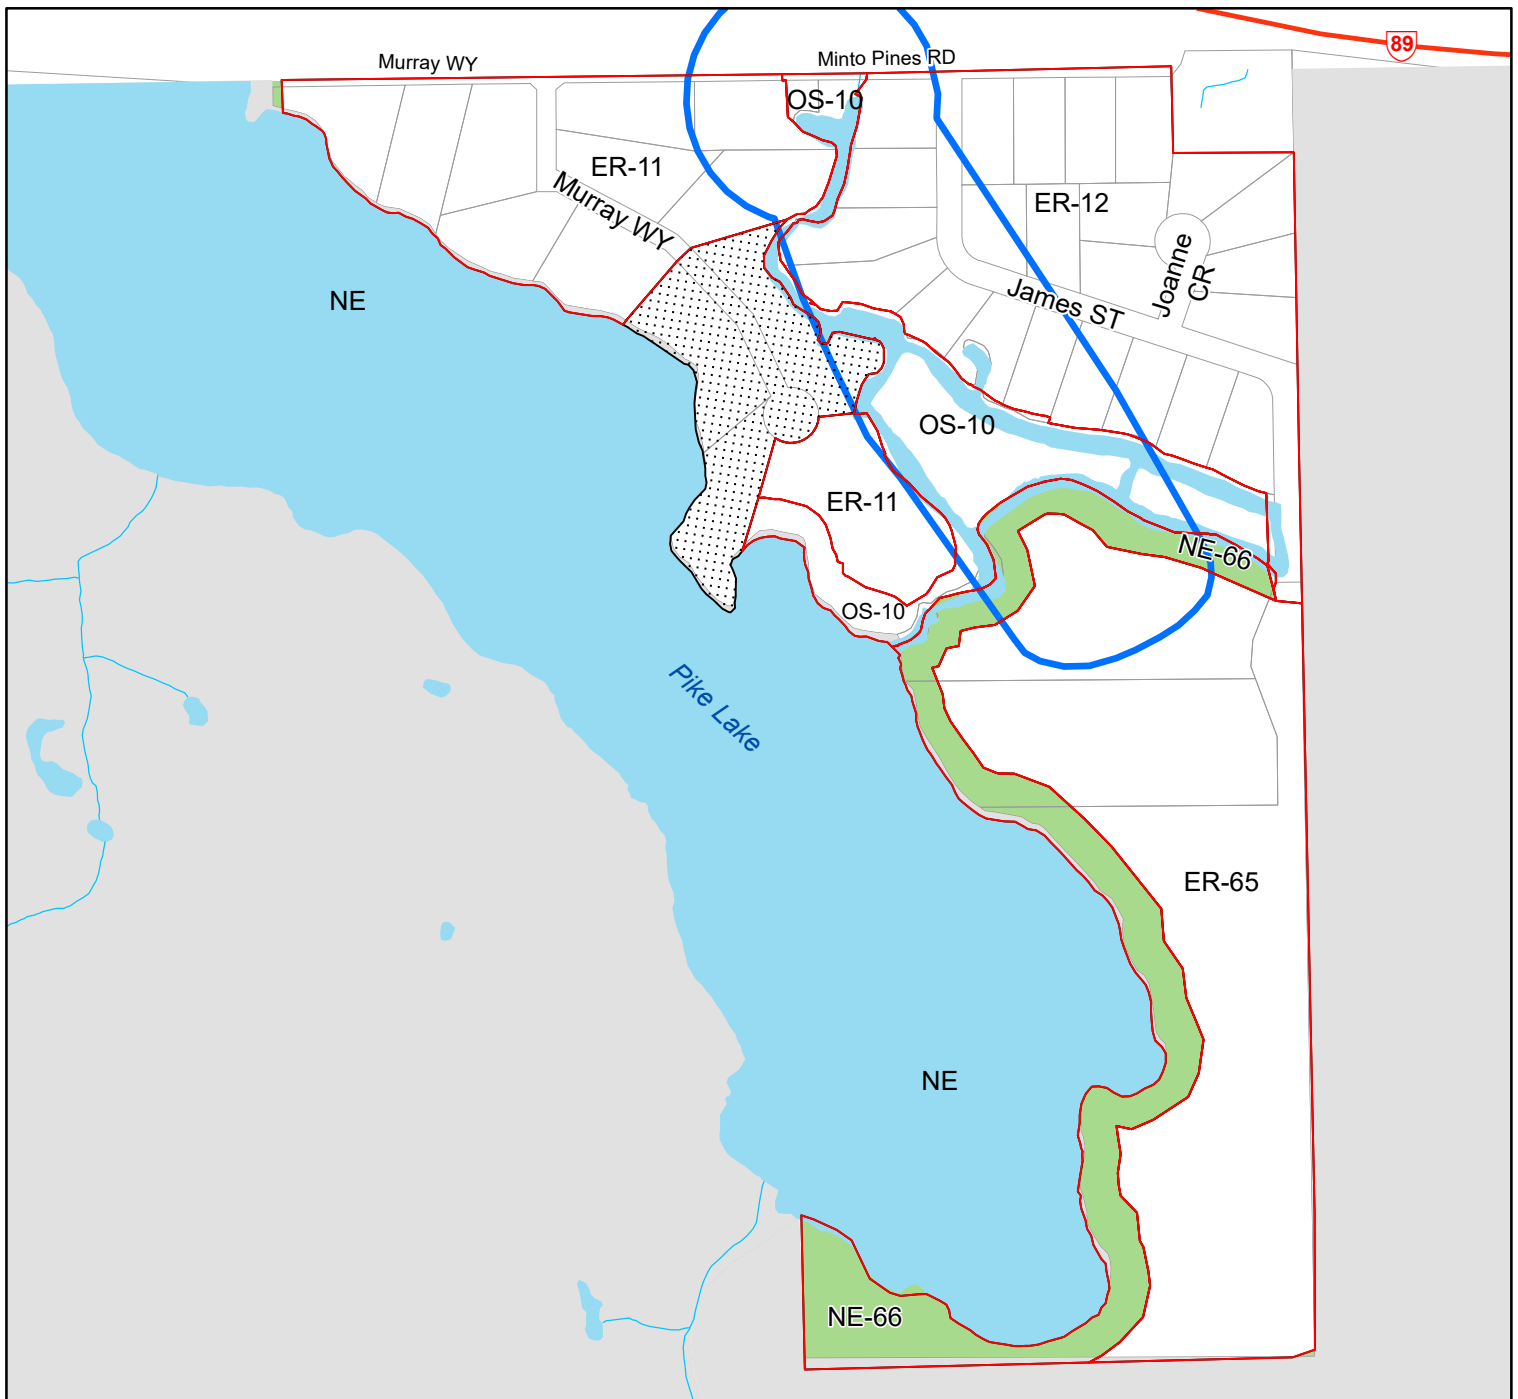 89
Murray WY
Minto Pines RD
OS-10
ER-11
Murray WY
ER-12
Joanne
CR
NE
James ST
OS-10
ER-11
NE-66
OS-10
Pike Lake
ER-65
NE
NE-66